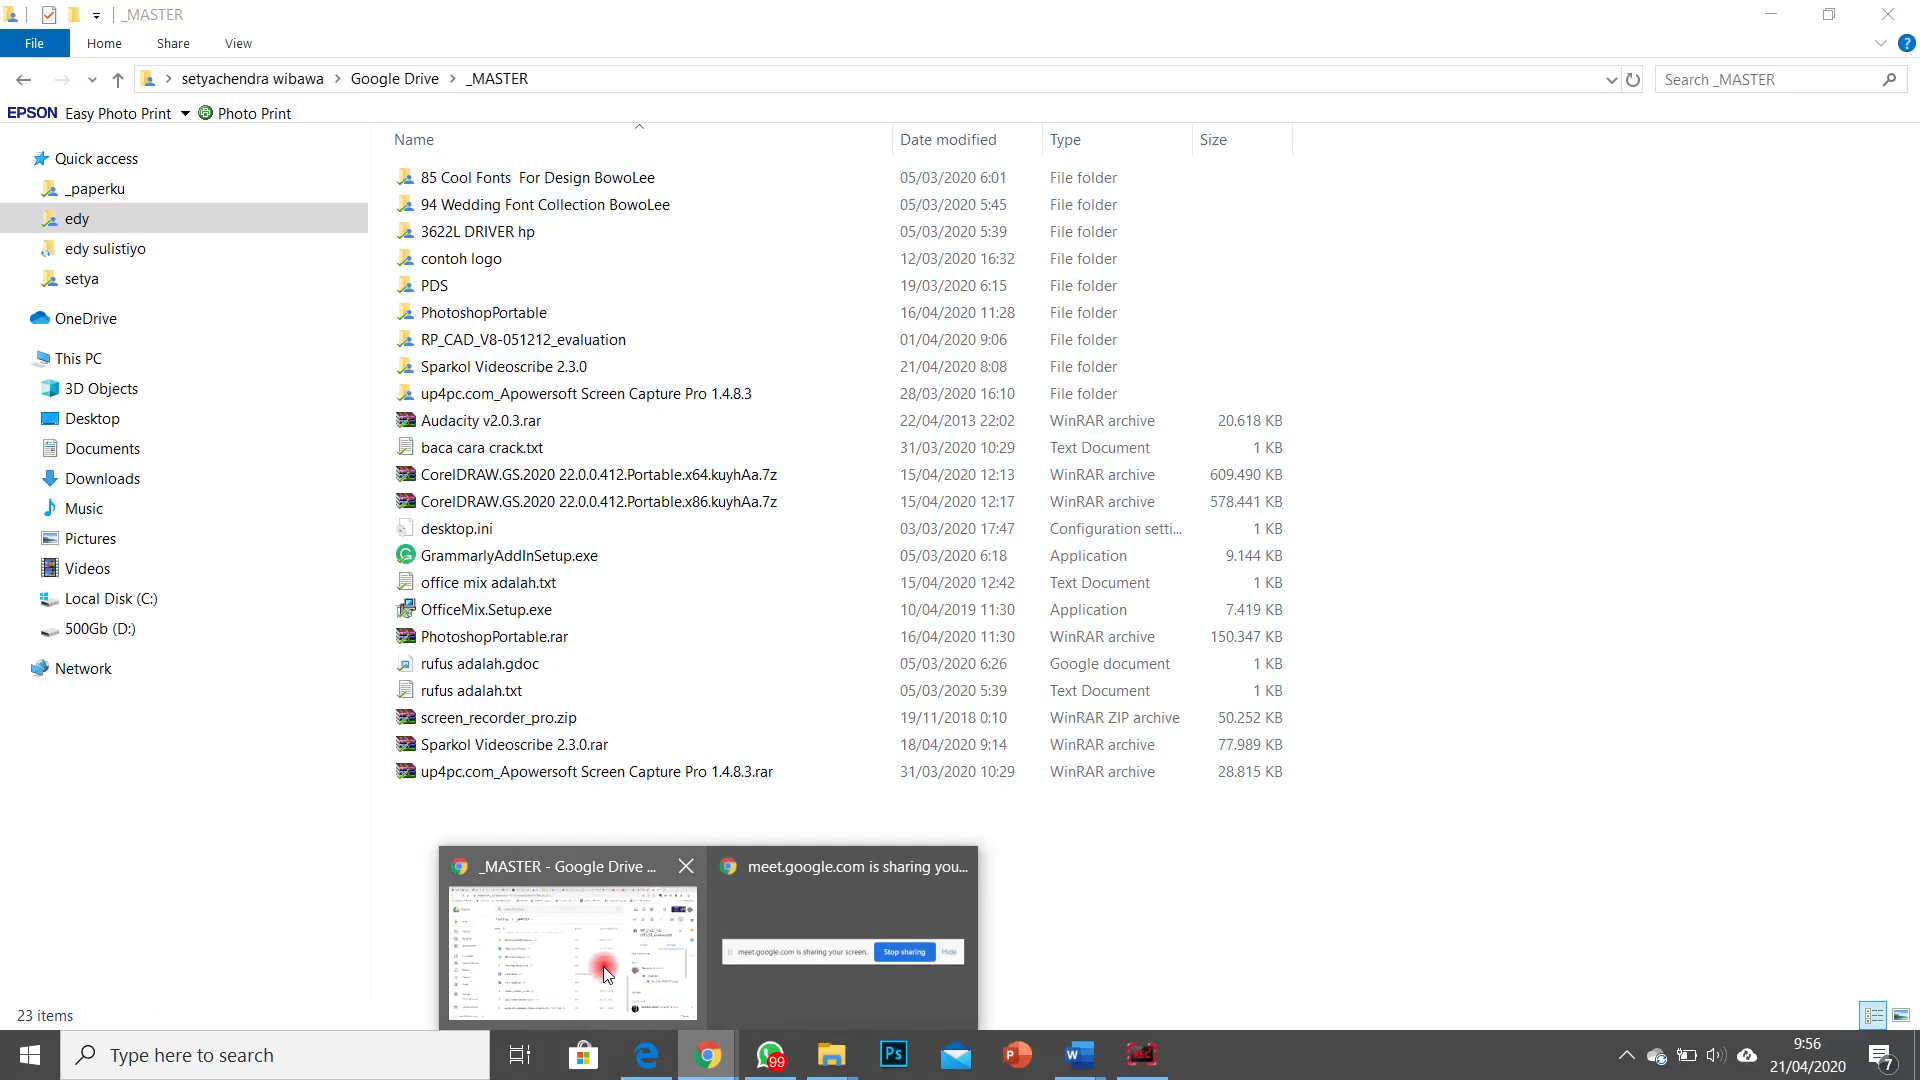 _MASTER
File Home Share View
setyachendra wibawa Google Drive _MASTER Search _MASTER
EPSON Easy Photo Print Photo Print
Name Date modified Type Size
Quick access
_paperku
edy
edy sulistiyo
setya
OneDrive
This PC
3D Objects
Desktop
Documents
Downloads
Music
Pictures
Videos
Local Disk (C:)
500Gb (D:)
Network
85 Cool Fonts For Design BowoLee 05/03/2020 6:01 File folder
94 Wedding Font Collection BowoLee 05/03/2020 5:45 File folder
3622L DRIVER hp 05/03/2020 5:39 File folder
contoh logo 12/03/2020 16:32 File folder
PDS 19/03/2020 6:15 File folder
PhotoshopPortable 16/04/2020 11:28 File folder
RP_CAD_V8-051212_evaluation 01/04/2020 9:06 File folder
Sparkol Videoscribe 2.3.0 21/04/2020 8:08 File folder
up4pc.com_Apowersoft Screen Capture Pro 1.4.8.3 28/03/2020 16:10 File folder
Audacity v2.0.3.rar 22/04/2013 22:02 WinRAR archive 20.618 KB
baca cara crack.txt 31/03/2020 10:29 Text Document 1 KB
CorelDRAW.GS.2020 22.0.0.412.Portable.x64.kuyhAa.7z 15/04/2020 12:13 WinRAR archive 609.490 KB
CorelDRAW.GS.2020 22.0.0.412.Portable.x86.kuyhAa.7z 15/04/2020 12:17 WinRAR archive 578.441 KB
desktop.ini 03/03/2020 17:47 Configuration setti... 1 KB
GrammarlyAddInSetup.exe 05/03/2020 6:18 Application 9.144 KB
office mix adalah.txt 15/04/2020 12:42 Text Document 1 KB
OfficeMix.Setup.exe 10/04/2019 11:30 Application 7.419 KB
PhotoshopPortable.rar 16/04/2020 11:30 WinRAR archive 150.347 KB
rufus adalah.gdoc 05/03/2020 6:26 Google document 1 KB
rufus adalah.txt 05/03/2020 5:39 Text Document 1 KB
screen_recorder_pro.zip 19/11/2018 0:10 WinRAR ZIP archive 50.252 KB
Sparkol Videoscribe 2.3.0.rar 18/04/2020 9:14 WinRAR archive 77.989 KB
up4pc.com_Apowersoft Screen Capture Pro 1.4.8.3.rar 31/03/2020 10:29 WinRAR archive 28.815 KB
_MASTER - Google Drive ... meet.google.com is sharing you...
meet.google.com is sharing your screen. Stop sharing Hide
23 items
Type here to search 99 Ps P W 9:56
21/04/2020 7